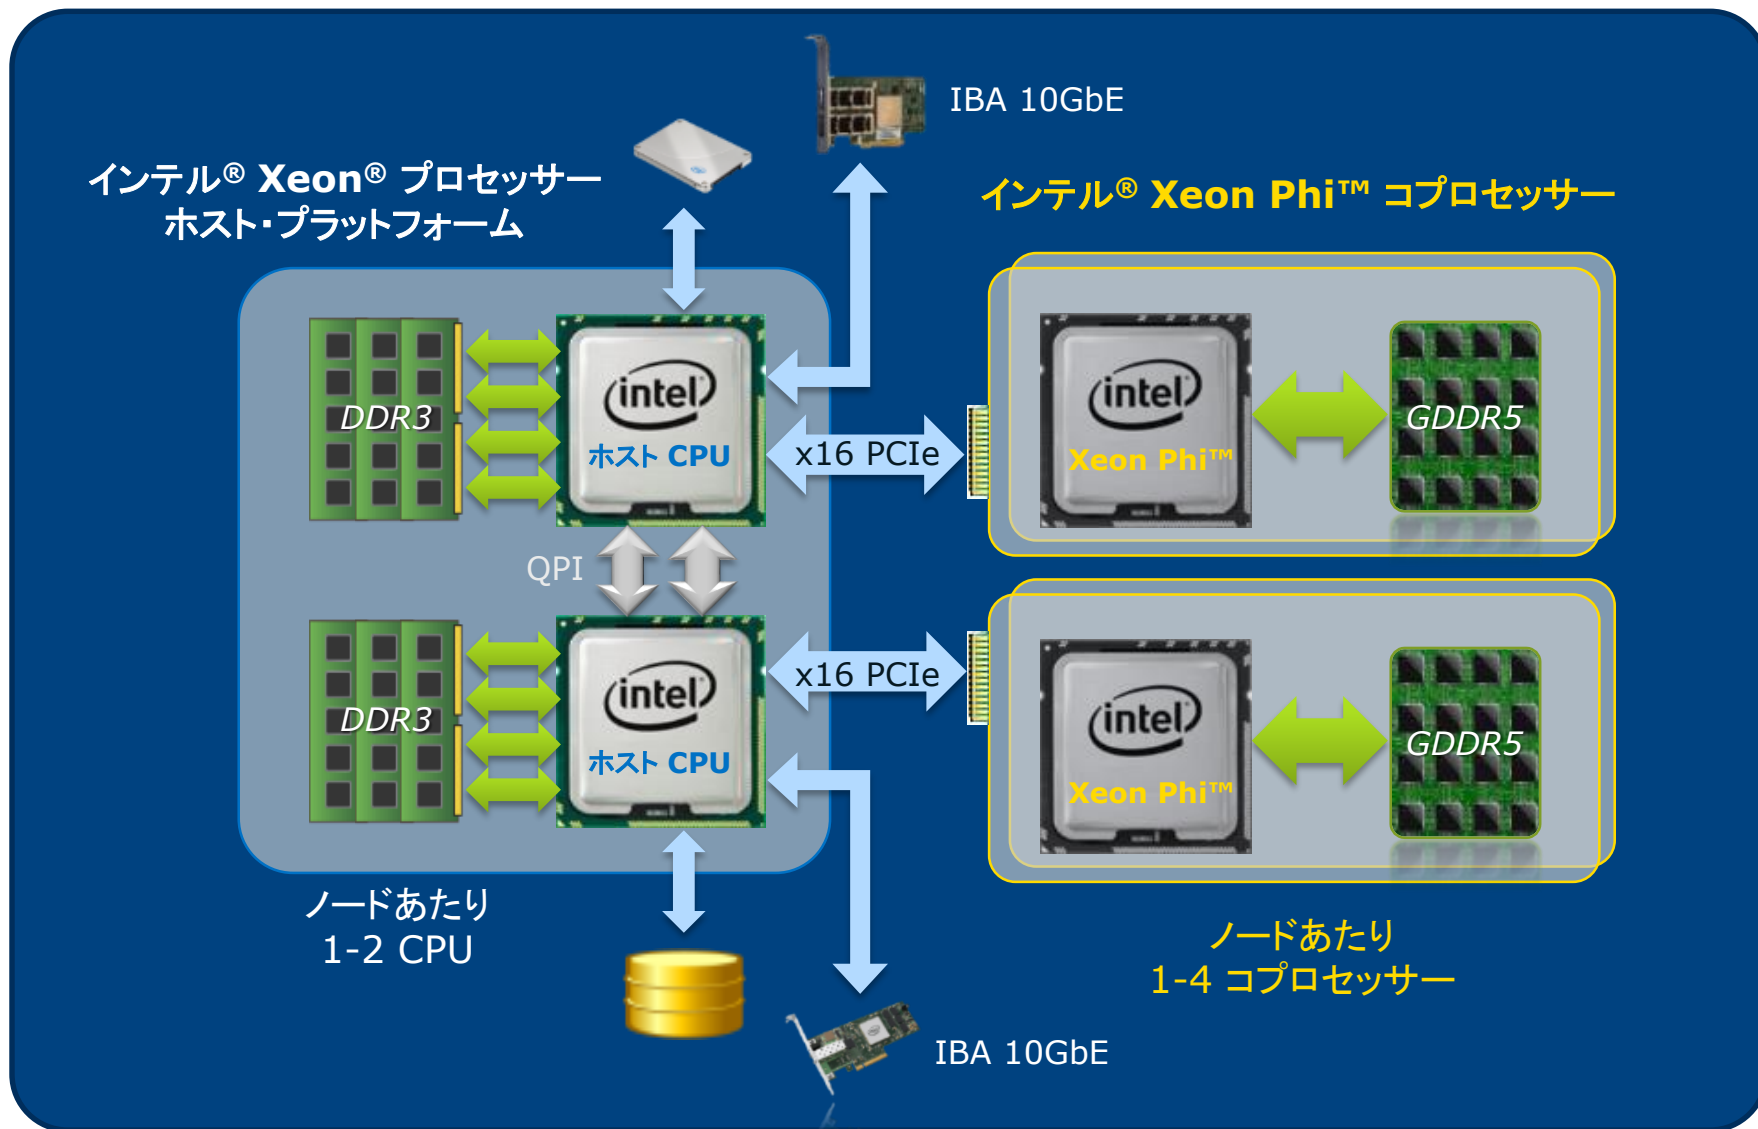 IBA 10GbE
インテル® Xeon® プロセッサー
ホスト・プラットフォーム
インテル® Xeon Phi™ コプロセッサー
DDR3
intel
ホスト CPU
x16 PCIe
intel
Xeon Phi™
GDDR5
QPI
DDR3
intel
ホスト CPU
x16 PCIe
intel
Xeon Phi™
GDDR5
ノードあたり
1-2 CPU
ノードあたり
1-4 コプロセッサー
IBA 10GbE